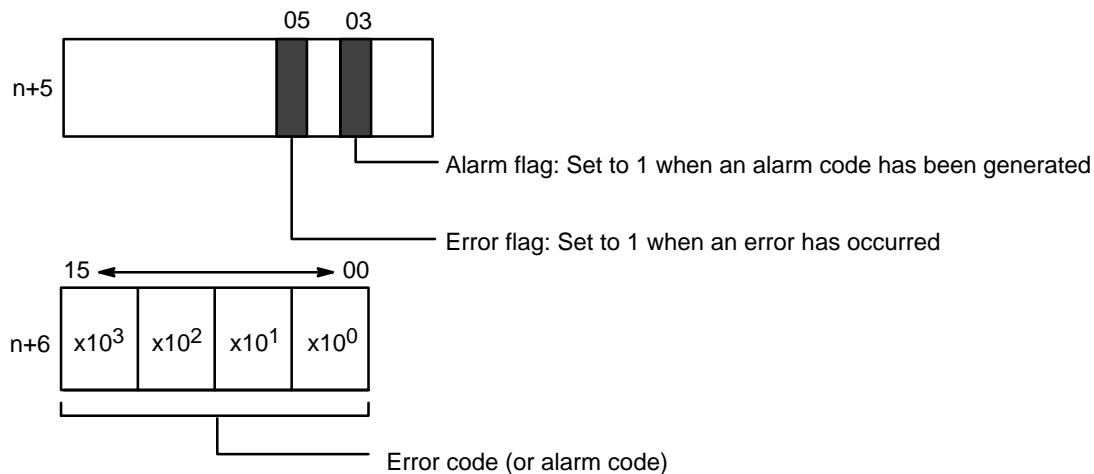 05 03
n+5
Alarm flag: Set to 1 when an alarm code has been generated
Error flag: Set to 1 when an error has occurred
15 00
n+6 x10³ x10² x10¹ x10⁰
Error code (or alarm code)